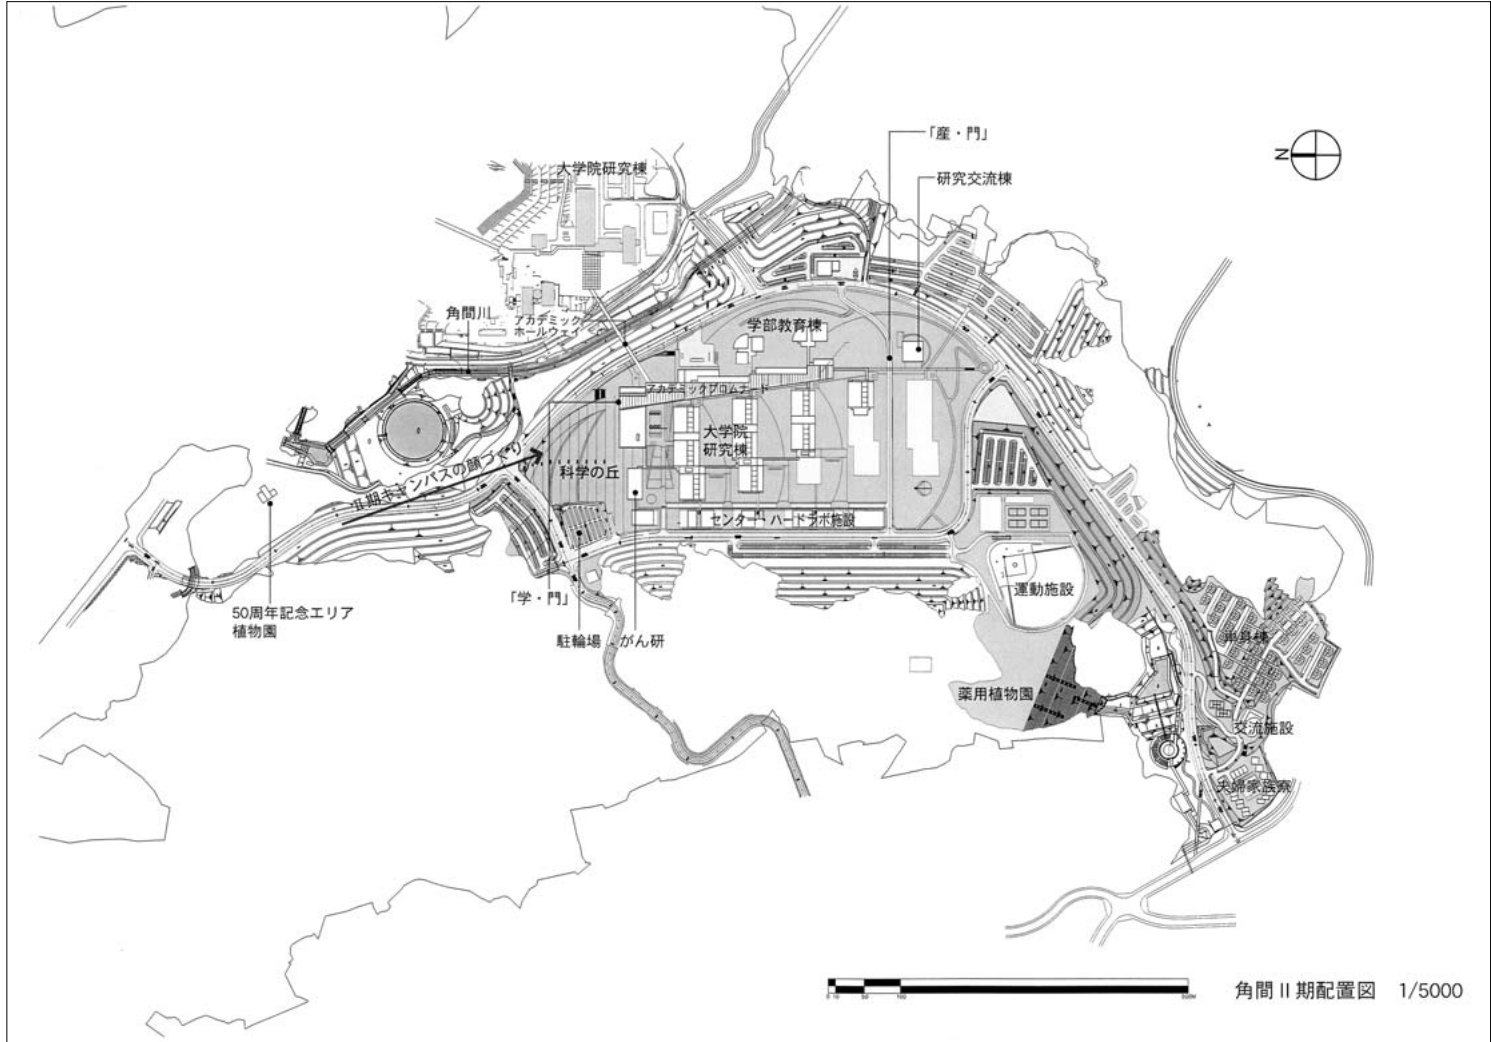 「産・門」
N
大学院研究棟
研究交流棟
角間川
アカデミック
ホールウェイ
学部教育棟
アカデミックプロムナード
大学院
研究棟
科学の丘
II期キャンパスの顔づくり
センター・ハードラボ施設
50周年記念エリア
植物園
「学・門」
駐輪場
がん研
運動施設
単身棟
薬用植物園
交流施設
夫婦家族寮
0 10 50 100 500M
角間II期配置図 1/5000